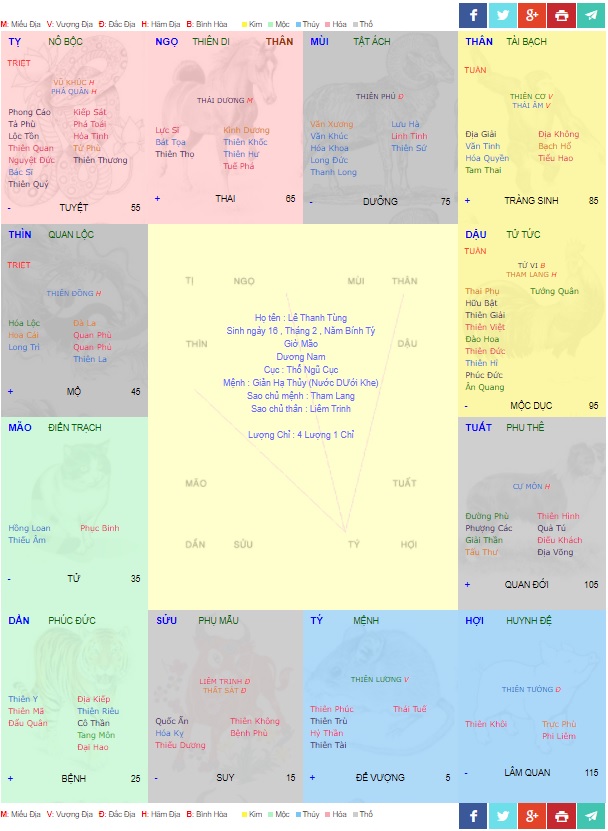 M: Miếu Địa V: Vượng Địa Đ: Đắc Địa H: Hãm Địa B: Bình Hòa Kim Mộc Thủy Hỏa Thổ
TỴ NÔ BỘC
TRIỆT
VŨ KHÚC H
PHÁ QUÂN H
Phong Cáo Kiếp Sát
Tả Phù Phá Toái
Lộc Tồn Hỏa Tinh
Thiên Quan Tử Phù
Nguyệt Đức Thiên Thương
Bác Sĩ
Thiên Quý
- TUYỆT 55
NGỌ THIÊN DI THÂN
THÁI DƯƠNG M
Lực Sĩ Kình Dương
Bát Tọa Thiên Khốc
Thiên Thọ Thiên Hư
Tuế Phá
+ THAI 65
MÙI TẬT ÁCH
THIÊN PHỦ Đ
Văn Xương Lưu Hà
Văn Khúc Linh Tinh
Hóa Khoa Thiên Sứ
Long Đức
Thanh Long
- DƯỠNG 75
THÂN TÀI BẠCH
TUẦN
THIÊN CƠ V
THÁI ÂM V
Địa Giải Địa Không
Văn Tinh Bạch Hổ
Hóa Quyền Tiểu Hao
Tam Thai
+ TRÀNG SINH 85
THÌN QUAN LỘC
TRIỆT
THIÊN ĐỒNG H
Hóa Lộc Đà La
Hoa Cái Quan Phù
Long Trì Quan Phủ
Thiên La
+ MỘ 45
TỊ NGỌ MÙI THÂN
Họ tên : Lê Thanh Tùng
Sinh ngày 16 , Tháng 2 , Năm Bính Tý
Giờ Mão
THÌN DẬU
Dương Nam
Cục : Thổ Ngũ Cục
Mệnh : Giản Hạ Thủy (Nước Dưới Khe)
Sao chủ mệnh : Tham Lang
Sao chủ thân : Liêm Trinh
Lượng Chỉ : 4 Lượng 1 Chỉ
MÃO TUẤT
DẦN SỬU TÝ HỢI
DẬU TỬ TỨC
TUẦN
TỬ VI B
THAM LANG H
Thai Phụ Tướng Quân
Hữu Bật
Thiên Giải
Thiên Việt
Đào Hoa
Thiên Đức
Thiên Hỉ
Phúc Đức
Ân Quang
- MỘC DỤC 95
MÃO ĐIỀN TRẠCH
Hồng Loan Phục Binh
Thiếu Âm
- TỬ 35
TUẤT PHU THÊ
CỰ MÔN H
Đường Phù Thiên Hình
Phượng Các Quả Tú
Giải Thần Điếu Khách
Tấu Thư Địa Võng
+ QUAN ĐỚI 105
DẦN PHÚC ĐỨC
Thiên Y Địa Kiếp
Thiên Mã Thiên Riêu
Đẩu Quân Cô Thần
Tang Môn
Đại Hao
+ BỆNH 25
SỬU PHỤ MẪU
LIÊM TRINH Đ
THẤT SÁT Đ
Quốc Ấn Thiên Không
Hóa Kỵ Bệnh Phù
Thiếu Dương
- SUY 15
TÝ MỆNH
THIÊN LƯƠNG V
Thiên Phúc Thái Tuế
Thiên Trù
Hỷ Thần
Thiên Tài
+ ĐẾ VƯỢNG 5
HỢI HUYNH ĐỆ
THIÊN TƯỚNG Đ
Thiên Khôi Trực Phù
Phi Liêm
- LÂM QUAN 115
M: Miếu Địa V: Vượng Địa Đ: Đắc Địa H: Hãm Địa B: Bình Hòa Kim Mộc Thủy Hỏa Thổ